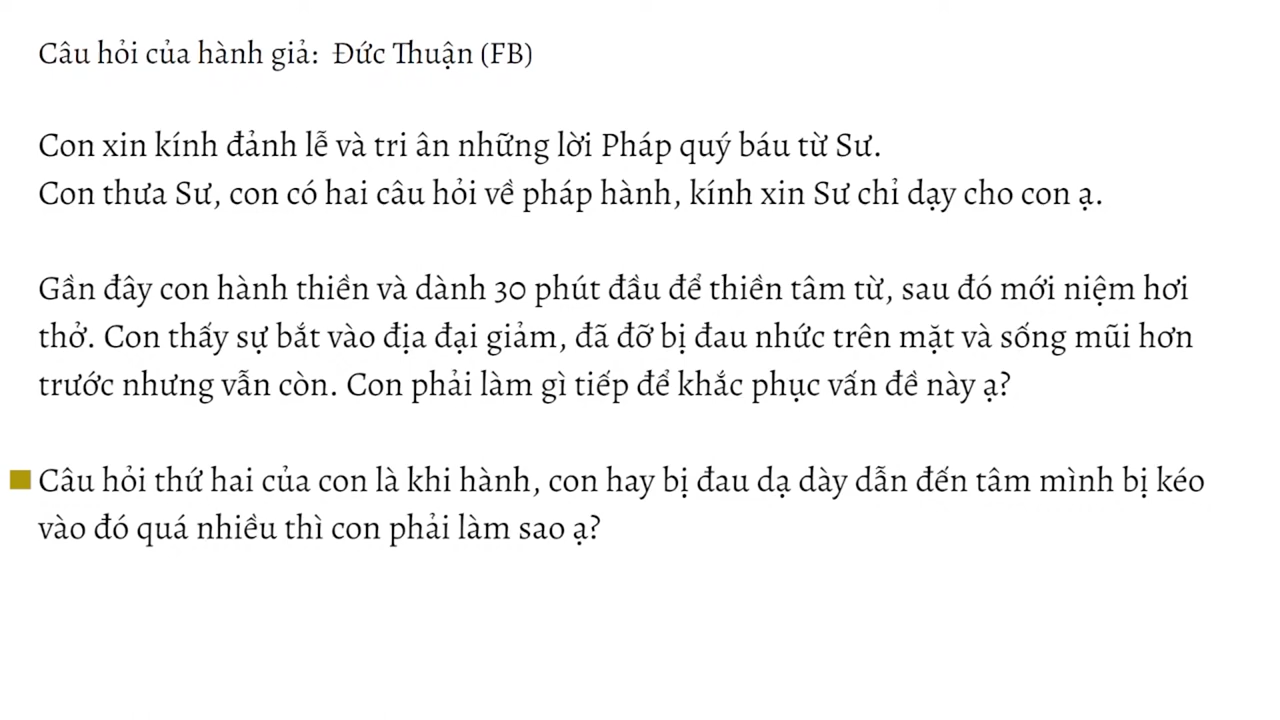 Câu hỏi của hành giả: Đức Thuận (FB)
Con xin kính đảnh lễ và tri ân những lời Pháp quý báu từ Sư.
Con thưa Sư, con có hai câu hỏi về pháp hành, kính xin Sư chỉ dạy cho con ạ.
Gần đây con hành thiền và dành 30 phút đầu để thiền tâm từ, sau đó mới niệm hơi
thở. Con thấy sự bắt vào địa đại giảm, đã đỡ bị đau nhức trên mặt và sống mũi hơn
trước nhưng vẫn còn. Con phải làm gì tiếp để khắc phục vấn đề này ạ?
Câu hỏi thứ hai của con là khi hành, con hay bị đau dạ dày dẫn đến tâm mình bị kéo
vào đó quá nhiều thì con phải làm sao ạ?